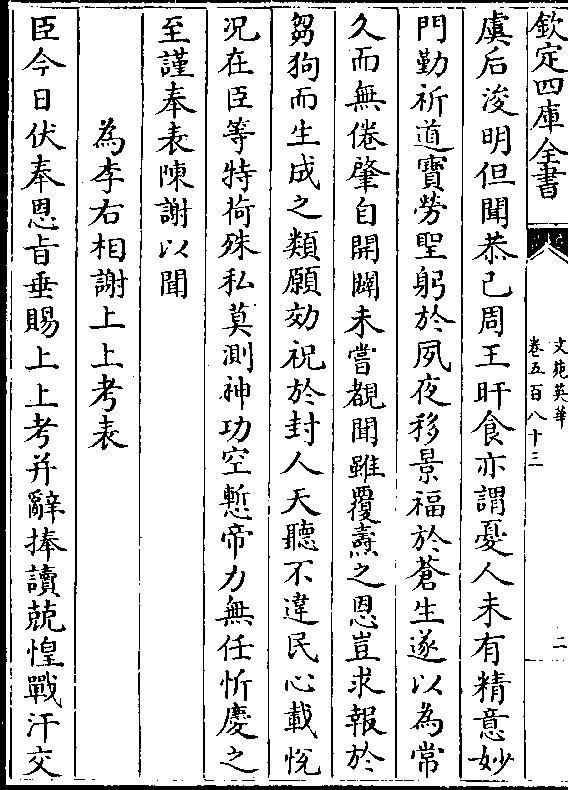 欽定四庫全書
文苑英華
卷五百八十三
二
虞后浚明但聞恭己周王旰食亦謂憂人未有精意妙
門勤祈道寳勞聖躬於夙夜移景福於蒼生遂以為常
久而無倦肇自開闢未嘗覩聞雖覆燾之恩豈求報於
芻狗而生成之類願効祝於封人天聽不違民心載恱
况在臣等特荷殊私莫測神功空慙帝力無任忻慶之
至謹奉表陳謝以聞
為李右相謝上上考表
臣今日伏奉恩旨垂賜上上考并辭捧讀兢惶戰汗交